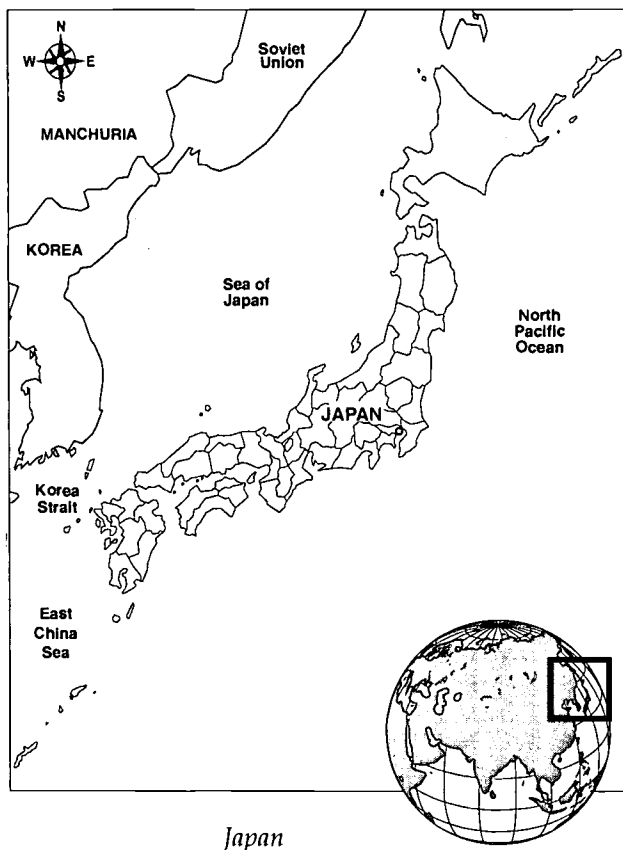 N
W E
S
Soviet
Union
MANCHURIA
KOREA
Sea of
Japan
North
Pacific
Ocean
JAPAN
Korea
Strait
East
China
Sea
Japan